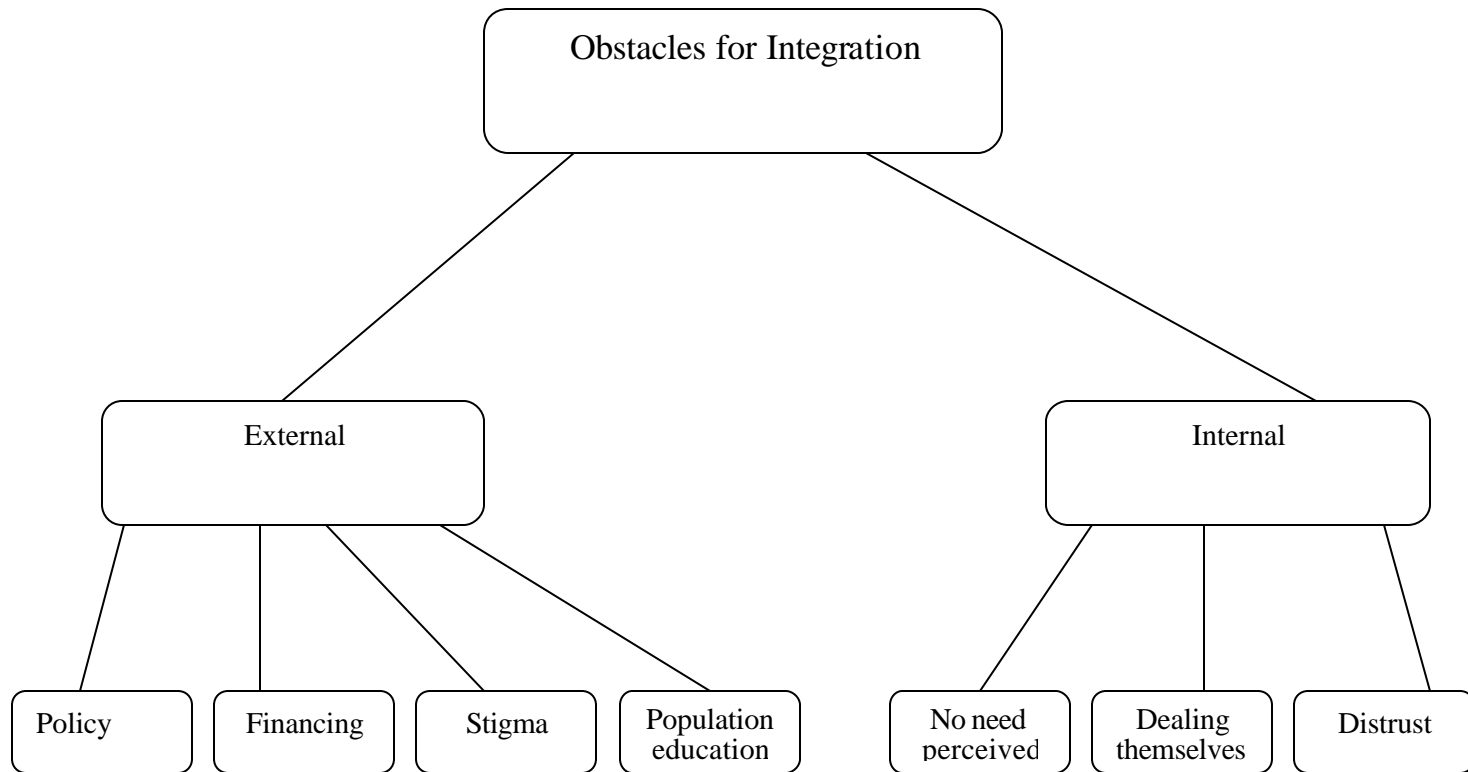 Obstacles for Integration
External
Internal
Policy
Financing
Stigma
Population
education
No need
perceived
Dealing
themselves
Distrust